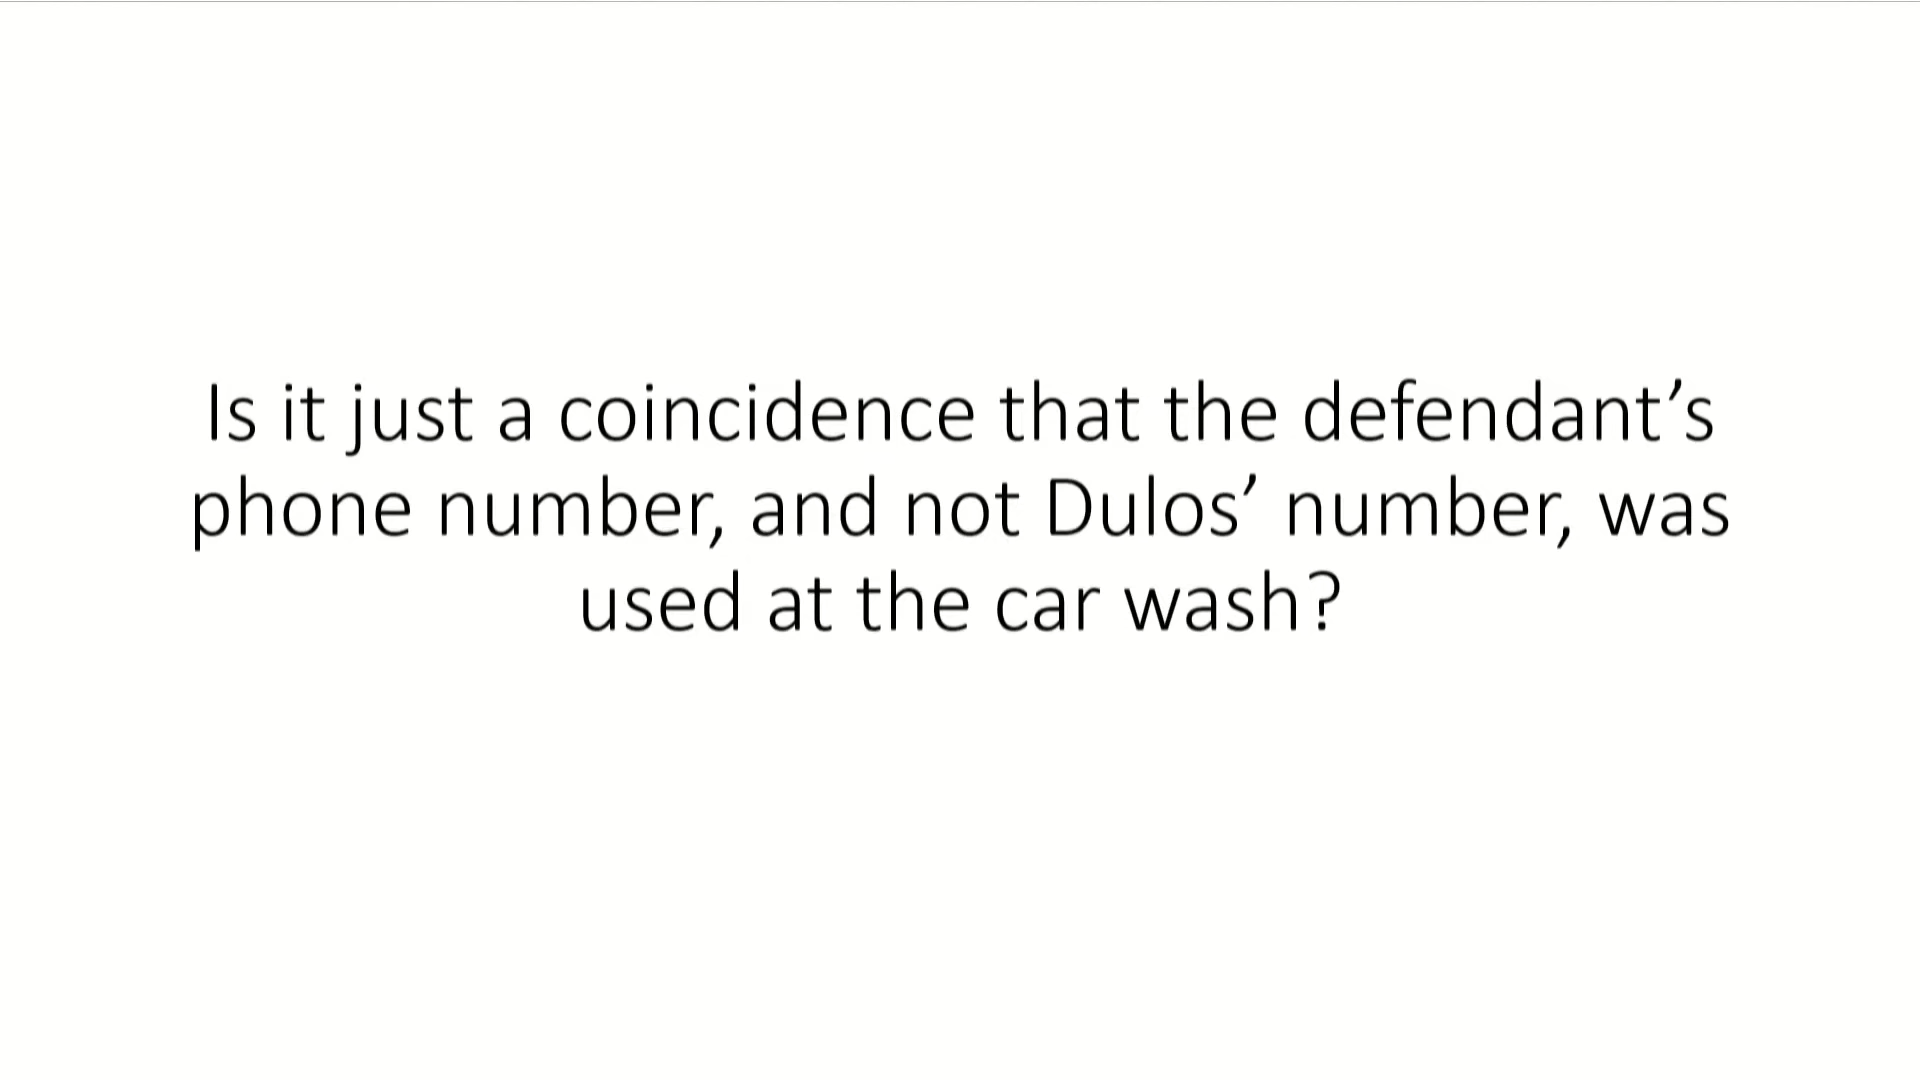 Is it just a coincidence that the defendant’s
phone number, and not Dulos’ number, was
used at the car wash?